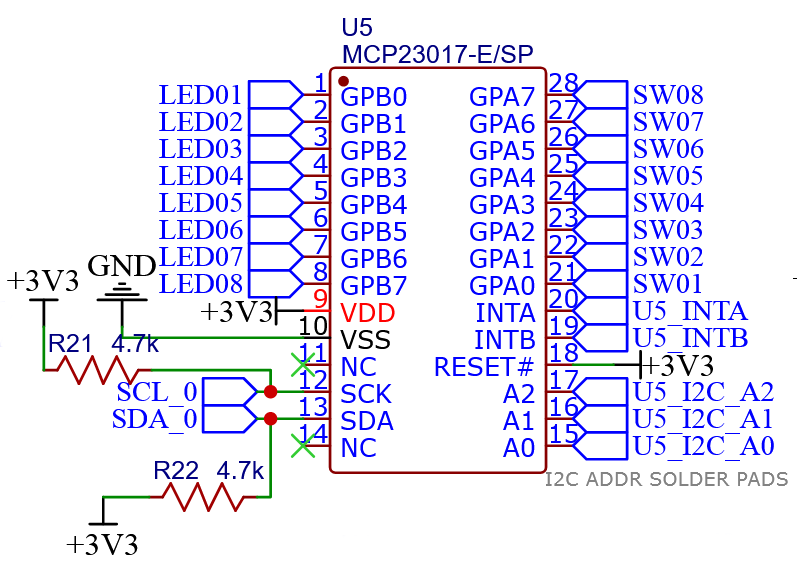 U5
MCP23017-E/SP
LED01 1 GPB0 GPA7 28 SW08
LED02 2 GPB1 GPA6 27 SW07
LED03 3 GPB2 GPA5 26 SW06
LED04 4 GPB3 GPA4 25 SW05
LED05 5 GPB4 GPA3 24 SW04
LED06 6 GPB5 GPA2 23 SW03
LED07 7 GPB6 GPA1 22 SW02
LED08 8 GPB7 GPA0 21 SW01
+3V3 GND
+3V3 9 VDD INTA 20 U5_INTA
R21 4.7k 10 VSS INTB 19 U5_INTB
11 NC RESET# 18 +3V3
SCL_0 12 SCK A2 17 U5_I2C_A2
SDA_0 13 SDA A1 16 U5_I2C_A1
14 NC A0 15 U5_I2C_A0
R22 4.7k
I2C ADDR SOLDER PADS
+3V3